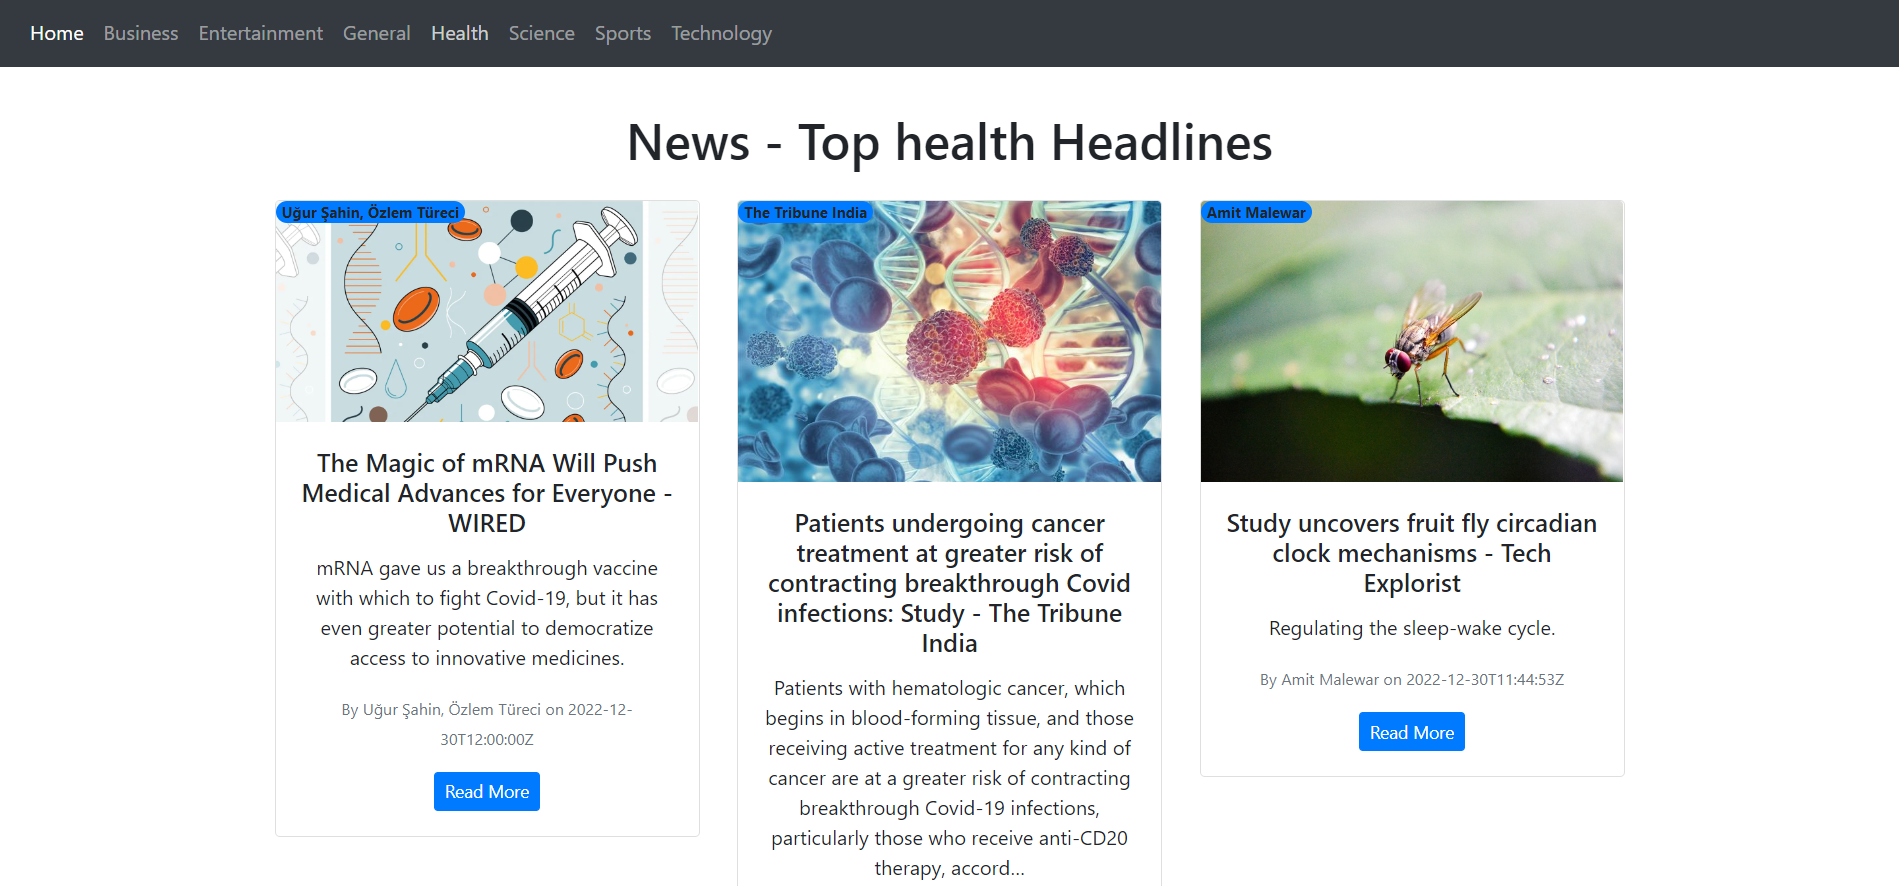 Home Business Entertainment General Health Science Sports Technology
News - Top health Headlines
Uğur Şahin, Özlem Türeci
The Magic of mRNA Will Push
Medical Advances for Everyone -
WIRED
mRNA gave us a breakthrough vaccine
with which to fight Covid-19, but it has
even greater potential to democratize
access to innovative medicines.
By Uğur Şahin, Özlem Türeci on 2022-12-
30T12:00:00Z
Read More
The Tribune India
Patients undergoing cancer
treatment at greater risk of
contracting breakthrough Covid
infections: Study - The Tribune
India
Patients with hematologic cancer, which
begins in blood-forming tissue, and those
receiving active treatment for any kind of
cancer are at a greater risk of contracting
breakthrough Covid-19 infections,
particularly those who receive anti-CD20
therapy, accord...
Amit Malewar
Study uncovers fruit fly circadian
clock mechanisms - Tech
Explorist
Regulating the sleep-wake cycle.
By Amit Malewar on 2022-12-30T11:44:53Z
Read More